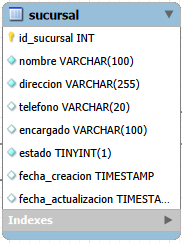 sucursal
id_sucursal INT
nombre VARCHAR(100)
direccion VARCHAR(255)
telefono VARCHAR(20)
encargado VARCHAR(100)
estado TINYINT(1)
fecha_creacion TIMESTAMP
fecha_actualizacion TIMESTA...
Indexes